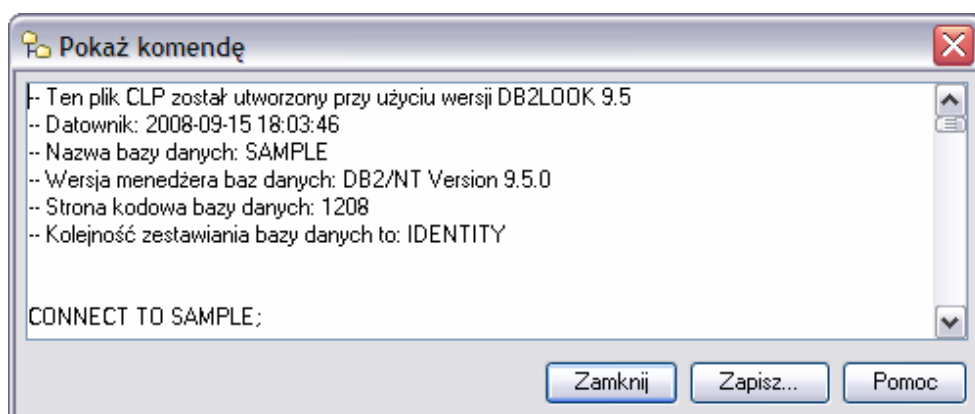 Pokaż komendę
-- Ten plik CLP został utworzony przy użyciu wersji DB2LOOK 9.5
-- Datownik: 2008-09-15 18:03:46
-- Nazwa bazy danych: SAMPLE
-- Wersja menedżera baz danych: DB2/NT Version 9.5.0
-- Strona kodowa bazy danych: 1208
-- Kolejność zestawiania bazy danych to: IDENTITY
CONNECT TO SAMPLE;
Zamknij Zapisz... Pomoc